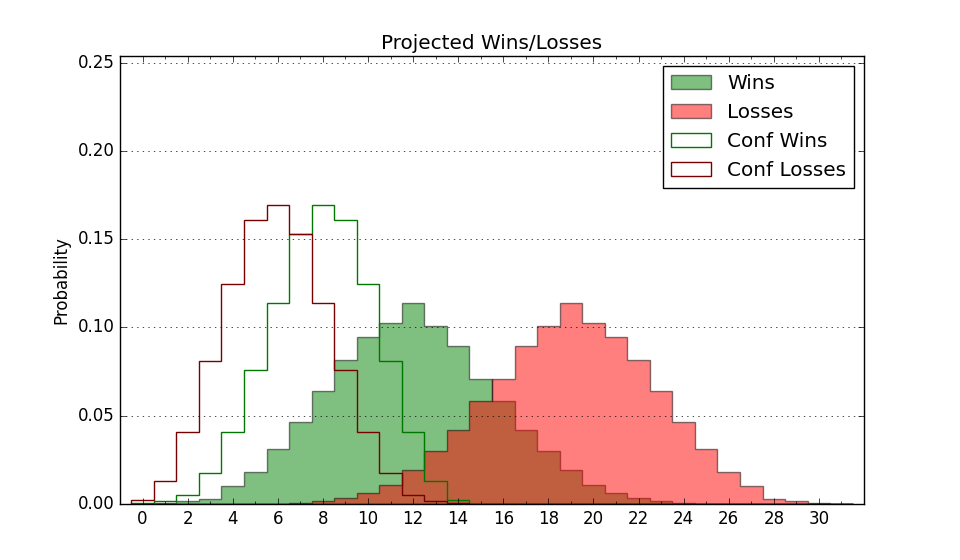 Projected Wins/Losses
0.25
0.20
0.15
0.10
0.05
0.00
Probability
Wins
Losses
Conf Wins
Conf Losses
0 2 4 6 8 10 12 14 16 18 20 22 24 26 28 30